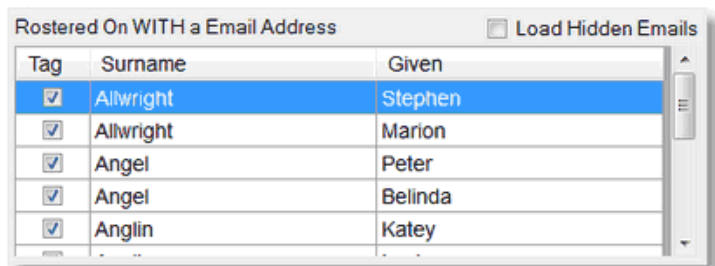 Rostered On WITH a Email Address Load Hidden Emails
Tag Surname Given
Allwright Stephen
Allwright Marion
Angel Peter
Angel Belinda
Anglin Katey